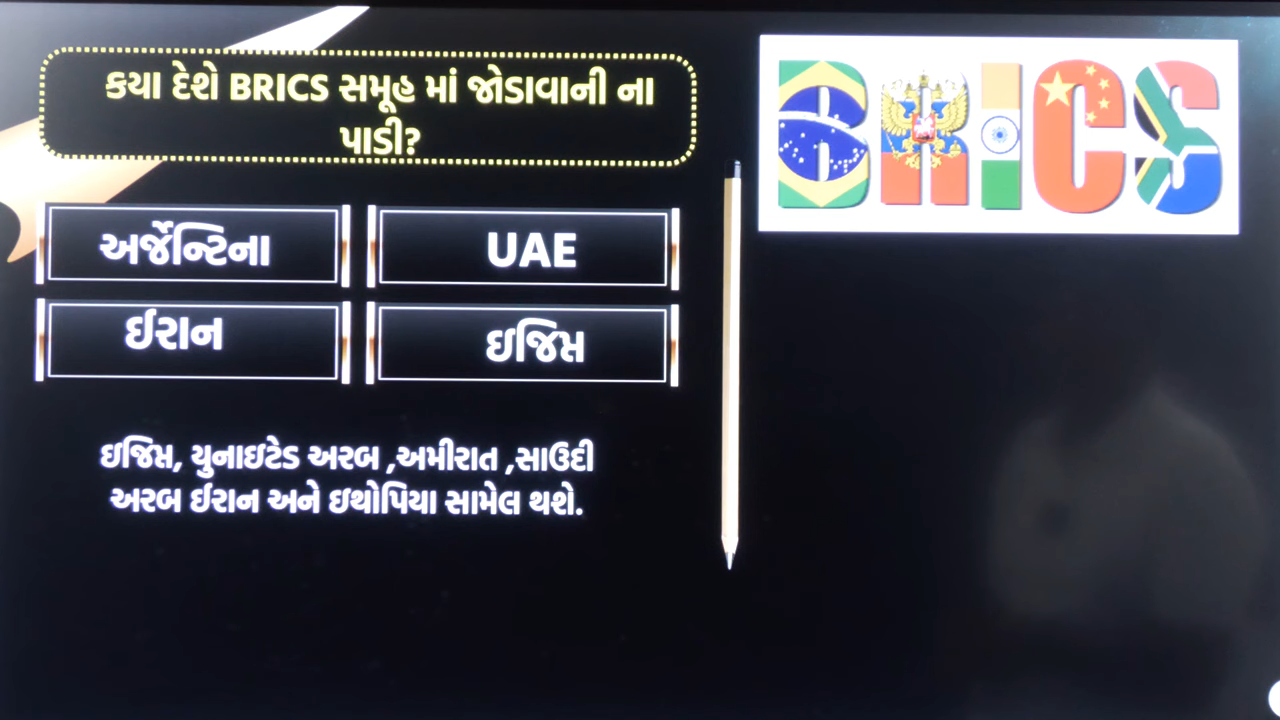 કયા દેશે BRICS સમૂહ માં જોડાવાની ના
પાડી?
BRICS
અર્જેન્ટિના
UAE
ઈરાન
ઇજિપ્ત
ઇજિપ્ત, યુનાઇટેડ અરબ ,અમીરાત ,સાઉદી
અરબ ઈરાન અને ઇથોપિયા સામેલ થશે.